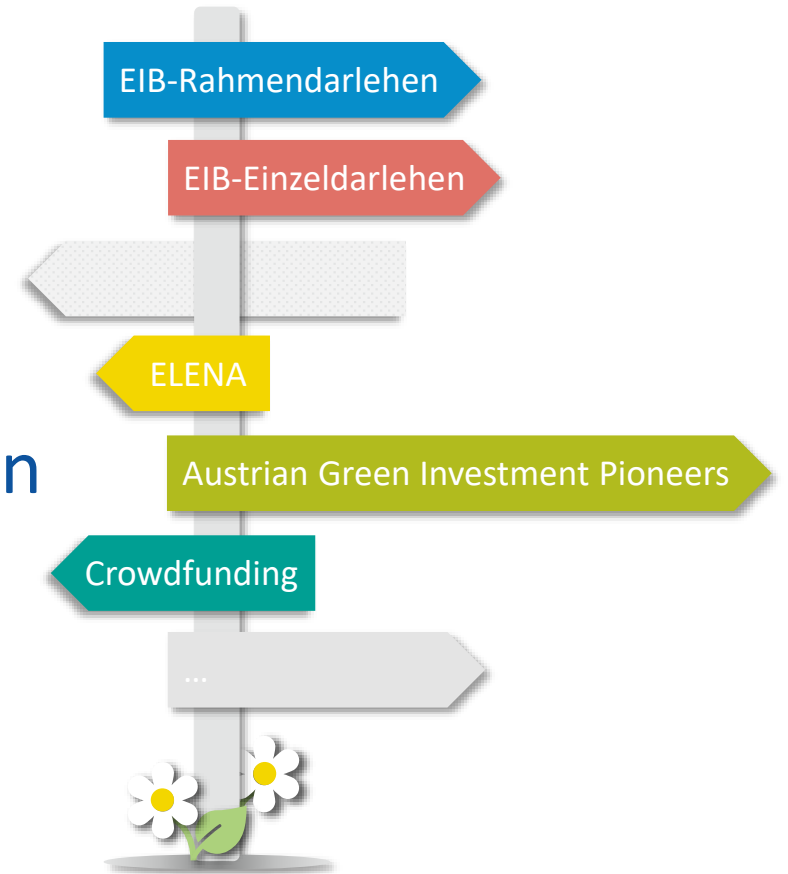 EIB-Rahmendarlehen
EIB-Einzeldarlehen
ELENA
n
Austrian Green Investment Pioneers
Crowdfunding
...